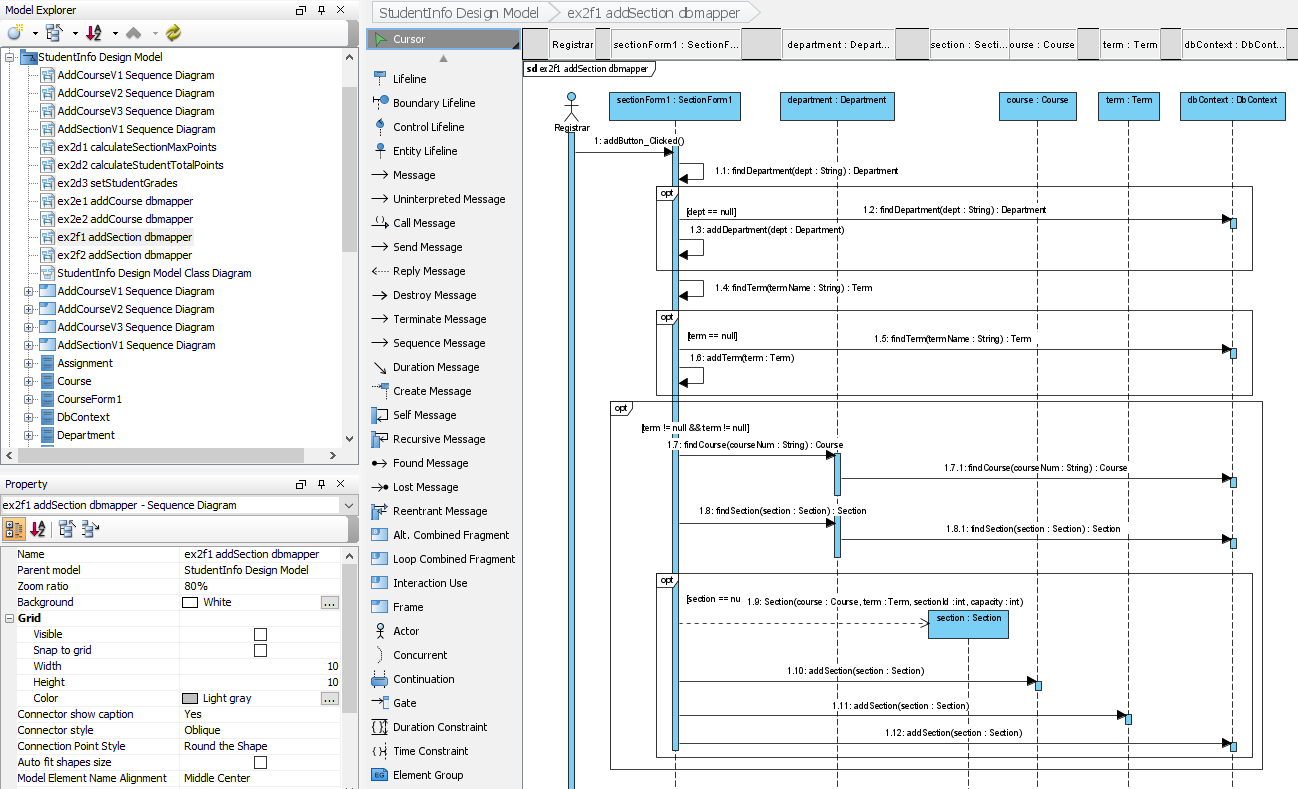 Model Explorer
StudentInfo Design Model
AddCourseV1 Sequence Diagram
AddCourseV2 Sequence Diagram
AddCourseV3 Sequence Diagram
AddSectionV1 Sequence Diagram
ex2d1 calculateSectionMaxPoints
ex2d2 calculateStudentTotalPoints
ex2d3 setStudentGrades
ex2e1 addCourse dbmapper
ex2e2 addCourse dbmapper
ex2f1 addSection dbmapper
ex2f2 addSection dbmapper
StudentInfo Design Model Class Diagram
AddCourseV1 Sequence Diagram
AddCourseV2 Sequence Diagram
AddCourseV3 Sequence Diagram
AddSectionV1 Sequence Diagram
Assignment
Course
CourseForm1
DbContext
Department
Property
ex2f1 addSection dbmapper - Sequence Diagram
Name ex2f1 addSection dbmapper
Parent model StudentInfo Design Model
Zoom ratio 80%
Background White ...
Grid
Visible
Snap to grid
Width 10
Height 10
Color Light gray ...
Connector show caption Yes
Connector style Oblique
Connection Point Style Round the Shape
Auto fit shapes size
Model Element Name Alignment Middle Center
StudentInfo Design Model ex2f1 addSection dbmapper
Cursor
Lifeline
Boundary Lifeline
Control Lifeline
Entity Lifeline
Message
Uninterpreted Message
Call Message
Send Message
Reply Message
Destroy Message
Terminate Message
Sequence Message
Duration Message
Create Message
Self Message
Recursive Message
Found Message
Lost Message
Reentrant Message
Alt. Combined Fragment
Loop Combined Fragment
Interaction Use
Frame
Actor
Concurrent
Continuation
Gate
Duration Constraint
Time Constraint
EG Element Group
Registrar sectionForm1 : SectionF... department : Depart... section : Secti... ourse : Course term : Term dbContext : DbCont...
sd ex2f1 addSection dbmapper
sectionForm1 : SectionForm1 department : Department course : Course term : Term dbContext : DbContext
Registrar
1: addButton_Clicked()
1.1: findDepartment(dept : String) : Department
opt
[dept == null]
1.2: findDepartment(dept : String) : Department
1.3: addDepartment(dept : Department)
1.4: findTerm(termName : String) : Term
opt
[term == null]
1.5: findTerm(termName : String) : Term
1.6: addTerm(term : Term)
opt
[term != null && term != null]
1.7: findCourse(courseNum : String) : Course
1.7.1: findCourse(courseNum : String) : Course
1.8: findSection(section : Section) : Section
1.8.1: findSection(section : Section) : Section
opt
[section == nu 1.9: Section(course : Course, term : Term, sectionId : int, capacity : int)
section : Section
1.10: addSection(section : Section)
1.11: addSection(section : Section)
1.12: addSection(section : Section)